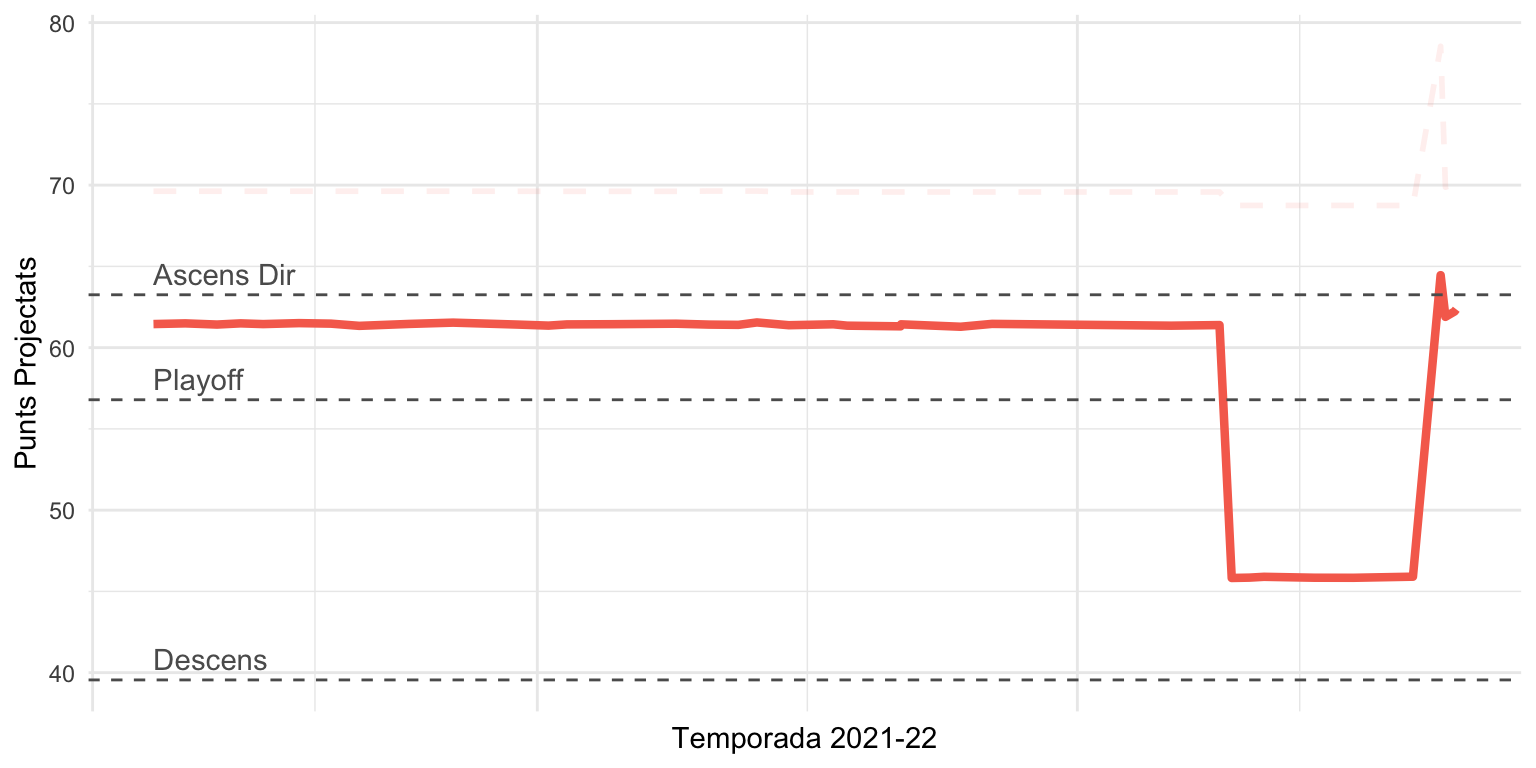 80
70
60
50
40
Punts Projectats
Ascens Dir
Playoff
Descens
Temporada 2021-22